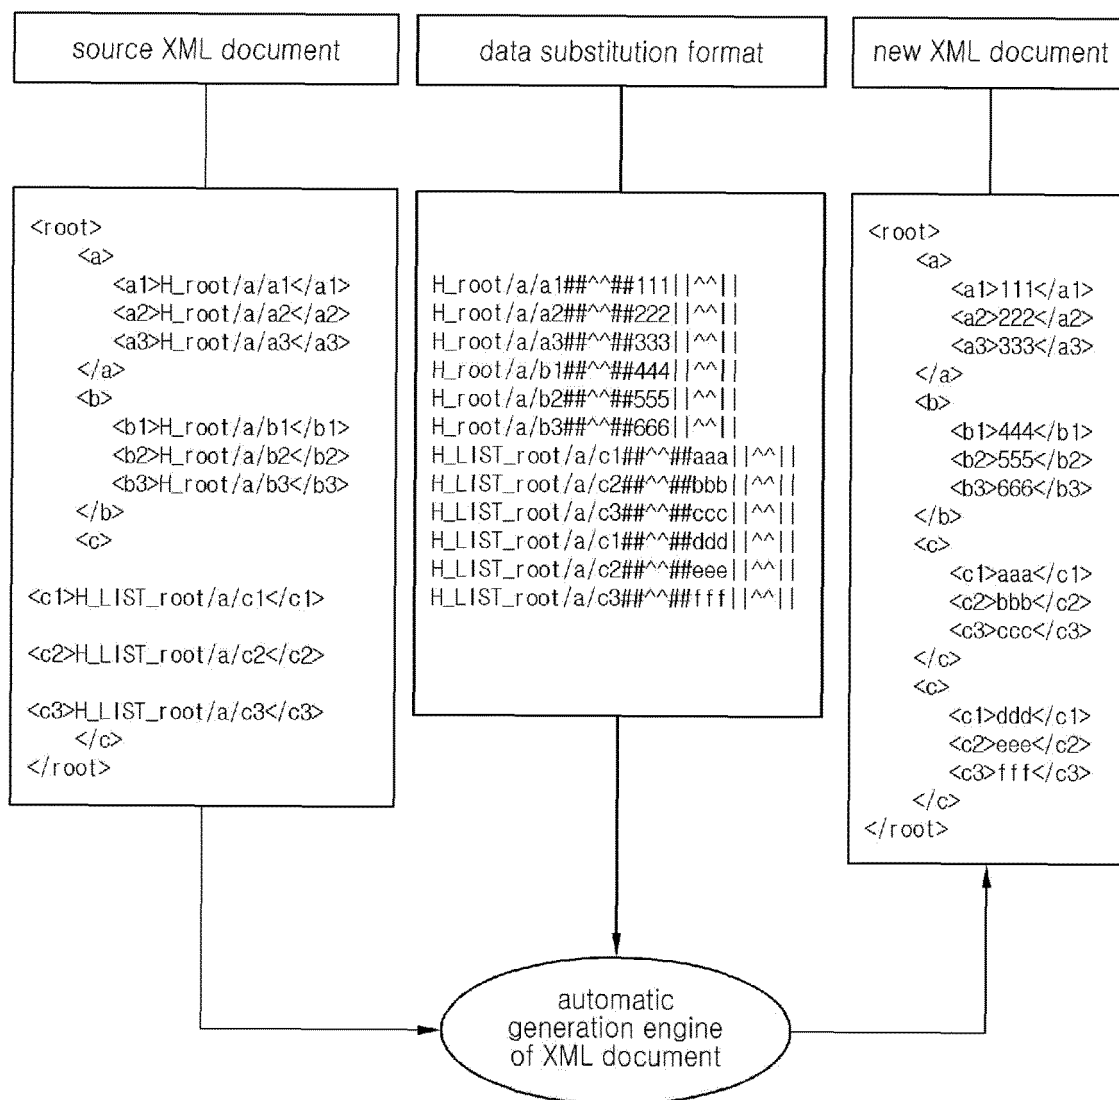 source XML document
data substitution format
new XML document
<root>
<a>
<a1>H_root/a/a1</a1>
<a2>H_root/a/a2</a2>
<a3>H_root/a/a3</a3>
</a>
<b>
<b1>H_root/a/b1</b1>
<b2>H_root/a/b2</b2>
<b3>H_root/a/b3</b3>
</b>
<c>
<c1>H_LIST_root/a/c1</c1>
<c2>H_LIST_root/a/c2</c2>
<c3>H_LIST_root/a/c3</c3>
</c>
</root>
H_root/a/a1##^^##111||^^||
H_root/a/a2##^^##222||^^||
H_root/a/a3##^^##333||^^||
H_root/a/b1##^^##444||^^||
H_root/a/b2##^^##555||^^||
H_root/a/b3##^^##666||^^||
H_LIST_root/a/c1##^^##aaa||^^||
H_LIST_root/a/c2##^^##bbb||^^||
H_LIST_root/a/c3##^^##ccc||^^||
H_LIST_root/a/c1##^^##ddd||^^||
H_LIST_root/a/c2##^^##eee||^^||
H_LIST_root/a/c3##^^##fff||^^||
<root>
<a>
<a1>111</a1>
<a2>222</a2>
<a3>333</a3>
</a>
<b>
<b1>444</b1>
<b2>555</b2>
<b3>666</b3>
</b>
<c>
<c1>aaa</c1>
<c2>bbb</c2>
<c3>ccc</c3>
</c>
<c>
<c1>ddd</c1>
<c2>eee</c2>
<c3>fff</c3>
</c>
</root>
automatic
generation engine
of XML document